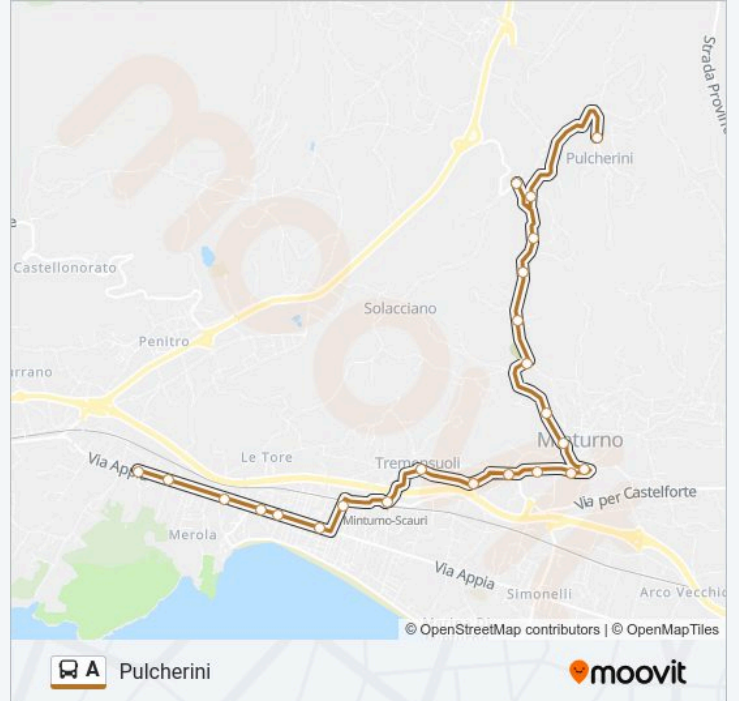 Strada Provin
Pulcherini
e
Castellonorato
Solacciano
Penitro
urrano
Minturno
Le Tore
Tremensuoli
Via Appia
Via per Castelforte
Minturno-Scauri
Merola
Via Appia
Simonelli
Arco Vecchio
© OpenStreetMap contributors | © OpenMapTiles
A Pulcherini
moovit